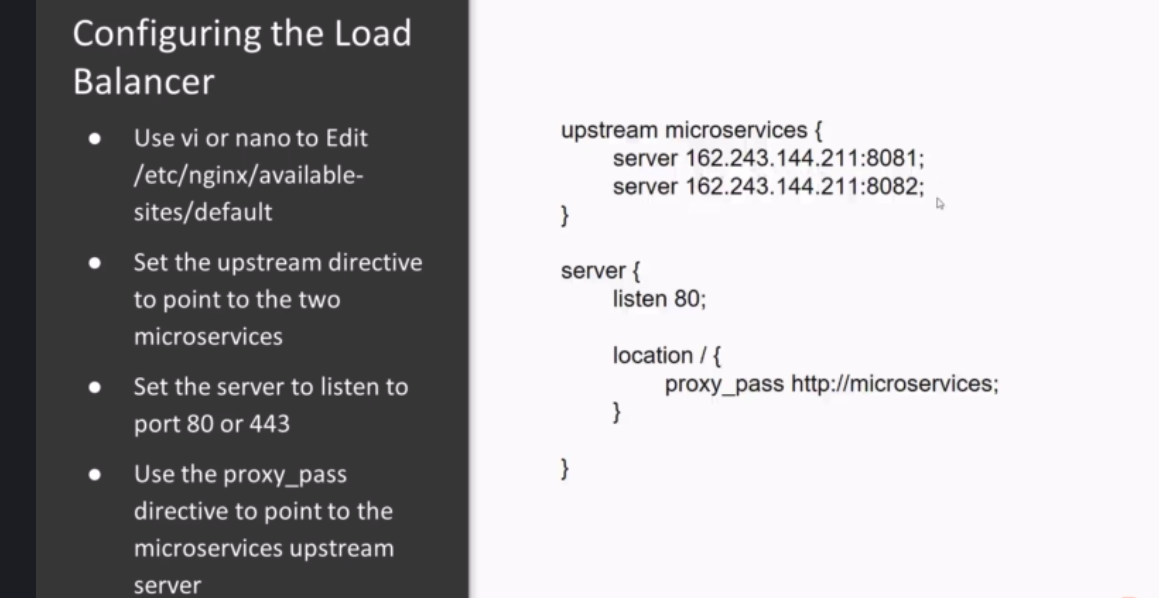 Configuring the Load
Balancer
● Use vi or nano to Edit
/etc/nginx/available-
sites/default
● Set the upstream directive
to point to the two
microservices
● Set the server to listen to
port 80 or 443
● Use the proxy_pass
directive to point to the
microservices upstream
server
upstream microservices {
server 162.243.144.211:8081;
server 162.243.144.211:8082;
}
server {
listen 80;
location / {
proxy_pass http://microservices;
}
}